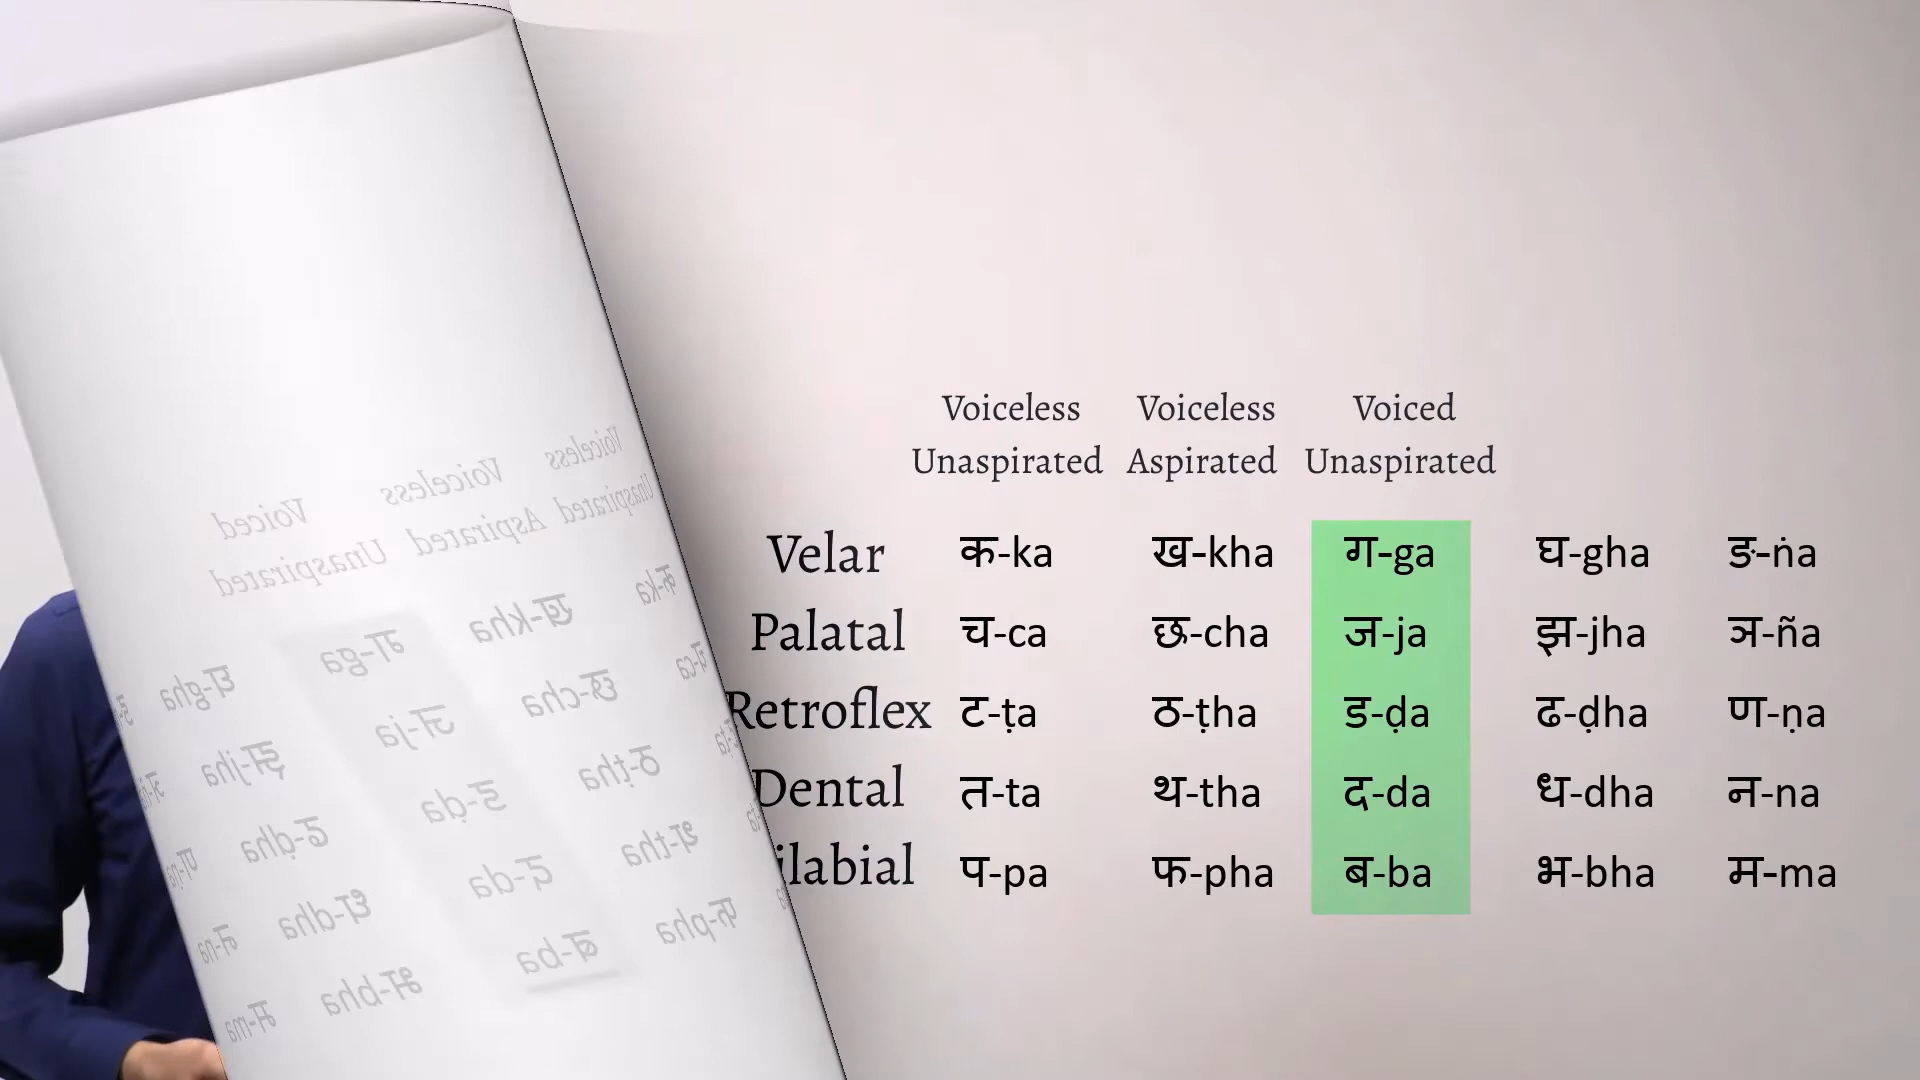 Voiceless Voiceless Voiced
Unaspirated Aspirated Unaspirated
Velar क-ka ख-kha ग-ga घ-gha ङ-ṅa
Palatal च-ca छ-cha ज-ja झ-jha ञ-ña
Retroflex ट-ṭa ठ-ṭha ड-ḍa ढ-ḍha ण-ṇa
Dental त-ta थ-tha द-da ध-dha न-na
ilabial प-pa फ-pha ब-ba भ-bha म-ma